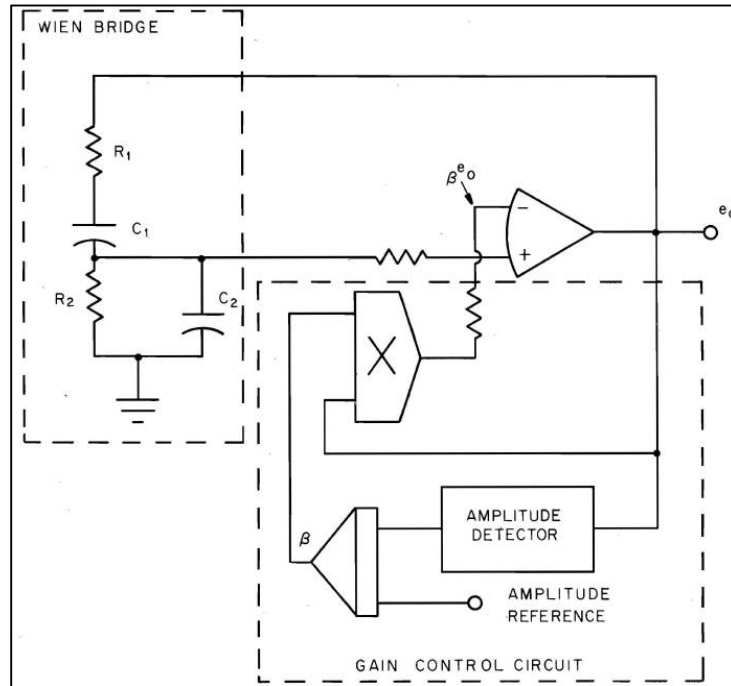 WIEN BRIDGE
R1
C1
R2
C2
βeo
−
+
eo
X
β
AMPLITUDE
DETECTOR
AMPLITUDE
REFERENCE
GAIN CONTROL CIRCUIT